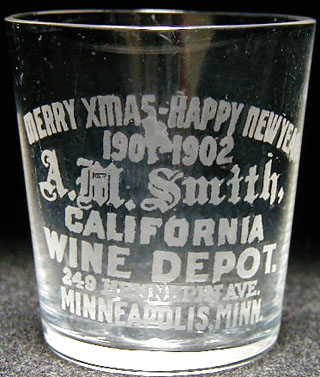 MERRY XMAS-HAPPY NEW YEAR
1901-1902
A.M. Smith,
CALIFORNIA
WINE DEPOT.
249 HENNEPIN AVE.
MINNEAPOLIS, MINN.